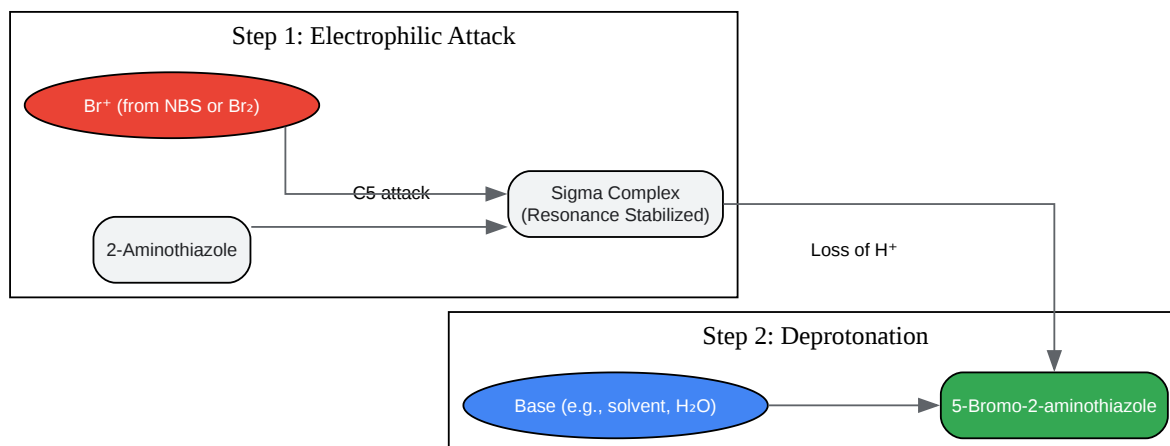 Step 1: Electrophilic Attack
Br⁺ (from NBS or Br₂)
C5 attack
Sigma Complex
(Resonance Stabilized)
2-Aminothiazole
Loss of H⁺
Step 2: Deprotonation
Base (e.g., solvent, H₂O)
5-Bromo-2-aminothiazole